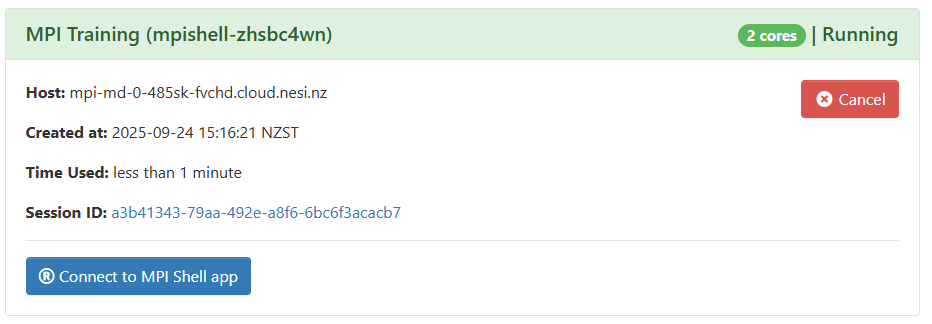 MPI Training (mpishell-zhsbc4wn) 2 cores | Running
Host: mpi-md-0-485sk-fvchd.cloud.nesi.nz
Cancel
Created at: 2025-09-24 15:16:21 NZST
Time Used: less than 1 minute
Session ID: a3b41343-79aa-492e-a8f6-6bc6f3acacb7
® Connect to MPI Shell app